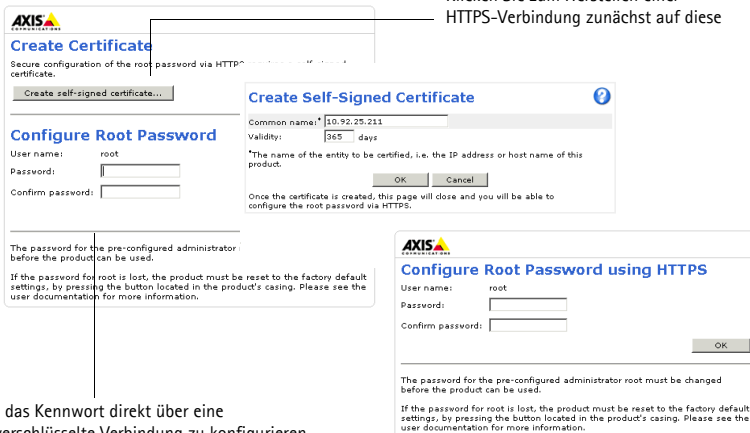 HTTPS-Verbindung zunächst auf diese
AXIS
COMMUNICATIONS
Create Certificate
Secure configuration of the root password via HTTP
certificate.
Create self-signed certificate...
Configure Root Password
User name: root
Password:
Confirm password:
The password for the pre-configured administrator
before the product can be used.
If the password for root is lost, the product must be reset to the factory default
settings, by pressing the button located in the product's casing. Please see the
user documentation for more information.
Create Self-Signed Certificate
?
Common name:* 10.92.25.211
Validity: 365 days
*The name of the entity to be certified, i.e. the IP address or host name of this
product.
OK Cancel
Once the certificate is created, this page will close and you will be able to
configure the root password via HTTPS.
AXIS
COMMUNICATIONS
Configure Root Password using HTTPS
User name: root
Password:
Confirm password:
OK
The password for the pre-configured administrator root must be changed
before the product can be used.
If the password for root is lost, the product must be reset to the factory default
settings, by pressing the button located in the product's casing. Please see the
user documentation for more information.
das Kennwort direkt über eine
verschlüsselte Verbindung zu konfigurieren